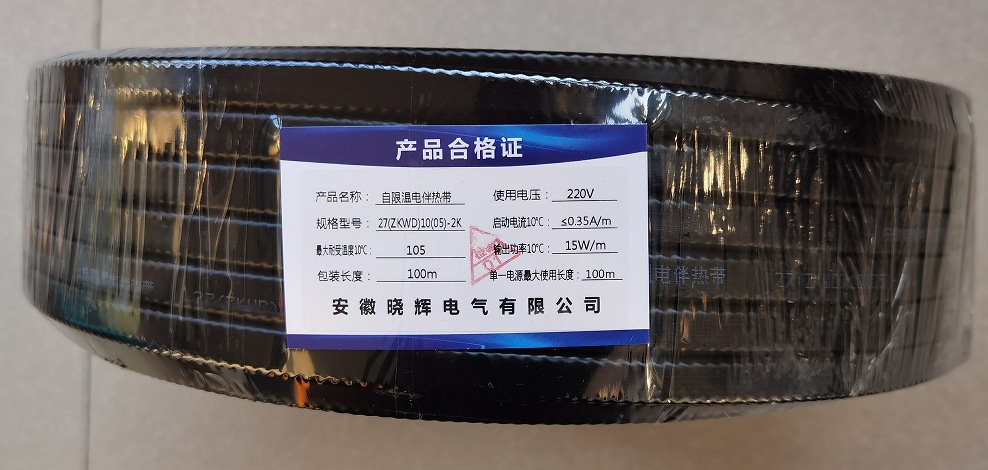 产品合格证
产品名称： 自限温电伴热带 使用电压： 220V
规格型号： 27(ZKWD)10(05)-2K 启动电流10℃： ≤0.35A/m
最大耐受温度10℃： 105 输出功率10℃： 15W/m
包装长度： 100m 单一电源最大使用长度： 100m
安徽晓辉电气有限公司
电伴热带